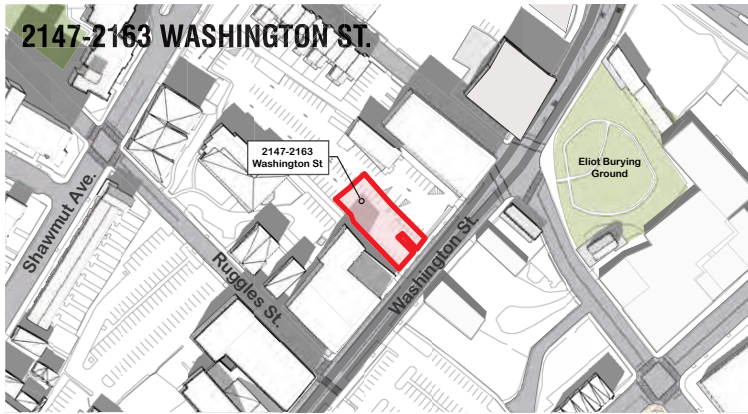 2147-2163 WASHINGTON ST.
2147-2163
Washington St
Eliot Burying
Ground
Shawmut Ave.
Ruggles St.
Washington St.